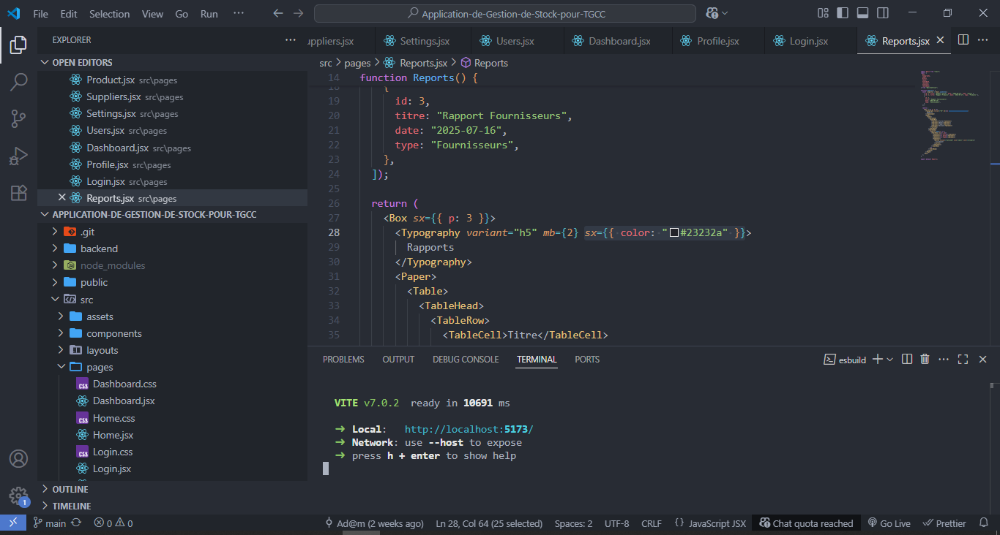 File Edit Selection View Go Run ··· Application-de-Gestion-de-Stock-pour-TGCC
EXPLORER ···
OPEN EDITORS
Product.jsx src\pages
Suppliers.jsx src\pages
Settings.jsx src\pages
Users.jsx src\pages
Dashboard.jsx src\pages
Profile.jsx src\pages
Login.jsx src\pages
Reports.jsx src\pages
APPLICATION-DE-GESTION-DE-STOCK-POUR-TGCC
.git
backend
node_modules
public
src
assets
components
layouts
pages
Dashboard.css
Dashboard.jsx
Home.css
Home.jsx
Login.css
Login.jsx
OUTLINE
TIMELINE
uppliers.jsx Settings.jsx Users.jsx Dashboard.jsx Profile.jsx Login.jsx Reports.jsx
src > pages > Reports.jsx > Reports
14 function Reports() {
18 {
19 id: 3,
20 titre: "Rapport Fournisseurs",
21 date: "2025-07-16",
22 type: "Fournisseurs",
23 },
24 ]);
25
26 return (
27 <Box sx={{ p: 3 }}>
28 <Typography variant="h5" mb={2} sx={{ color: "#23232a" }}>
29 Rapports
30 </Typography>
31 <Paper>
32 <Table>
33 <TableHead>
34 <TableRow>
35 <TableCell>Titre</TableCell>
PROBLEMS OUTPUT DEBUG CONSOLE TERMINAL PORTS esbuild
VITE v7.0.2 ready in 10691 ms
➜ Local: http://localhost:5173/
➜ Network: use --host to expose
➜ press h + enter to show help
1
main 0 0 Ad@m (2 weeks ago) Ln 28, Col 64 (25 selected) Spaces: 2 UTF-8 CRLF {} JavaScript JSX Chat quota reached Go Live Prettier